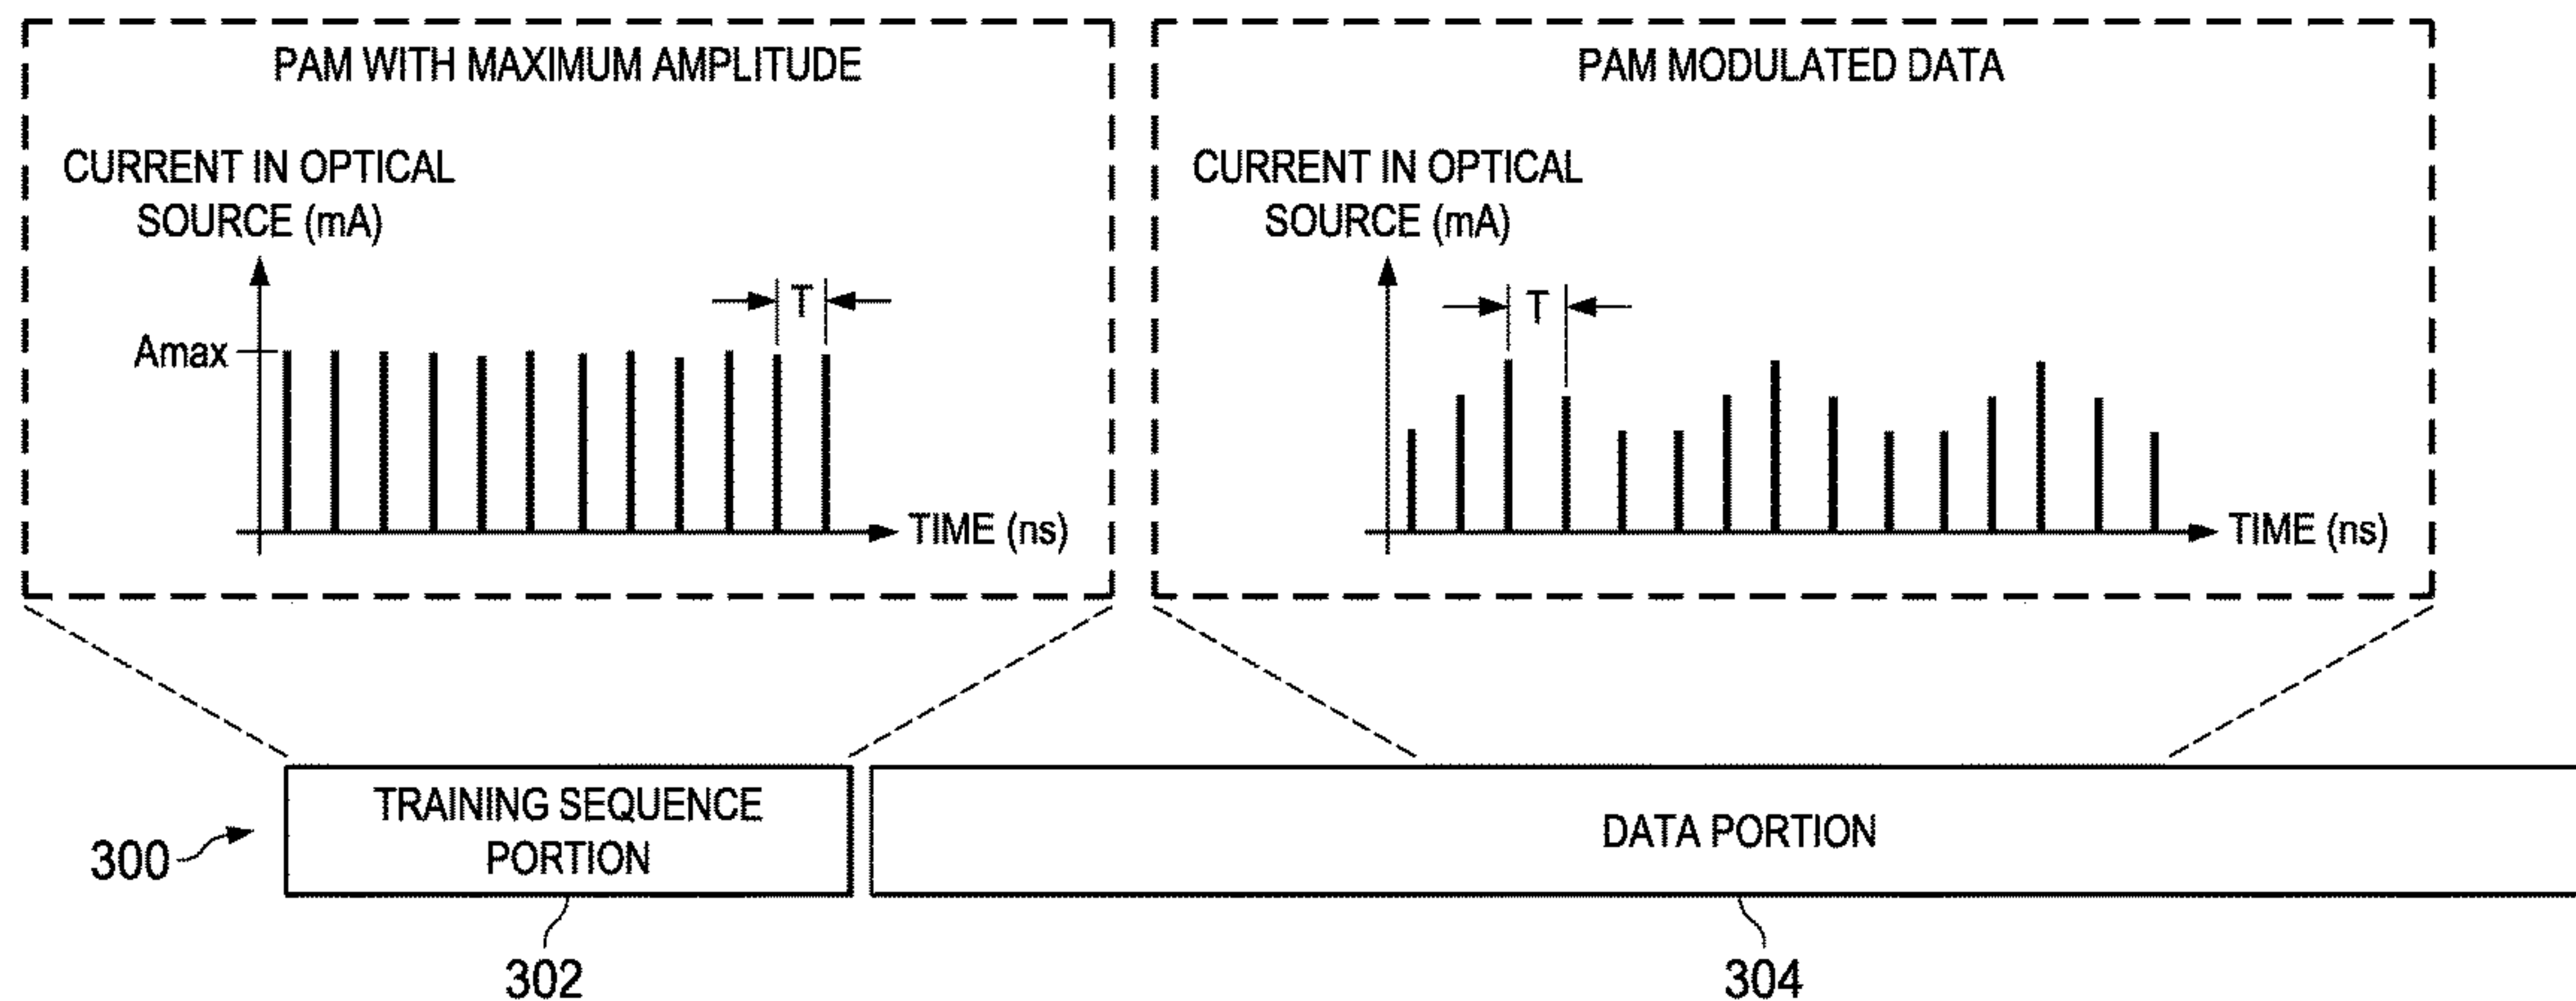 PAM WITH MAXIMUM AMPLITUDE
CURRENT IN OPTICAL
SOURCE (mA)
T
Amax
TIME (ns)
PAM MODULATED DATA
CURRENT IN OPTICAL
SOURCE (mA)
T
TIME (ns)
300
TRAINING SEQUENCE
PORTION
302
DATA PORTION
304